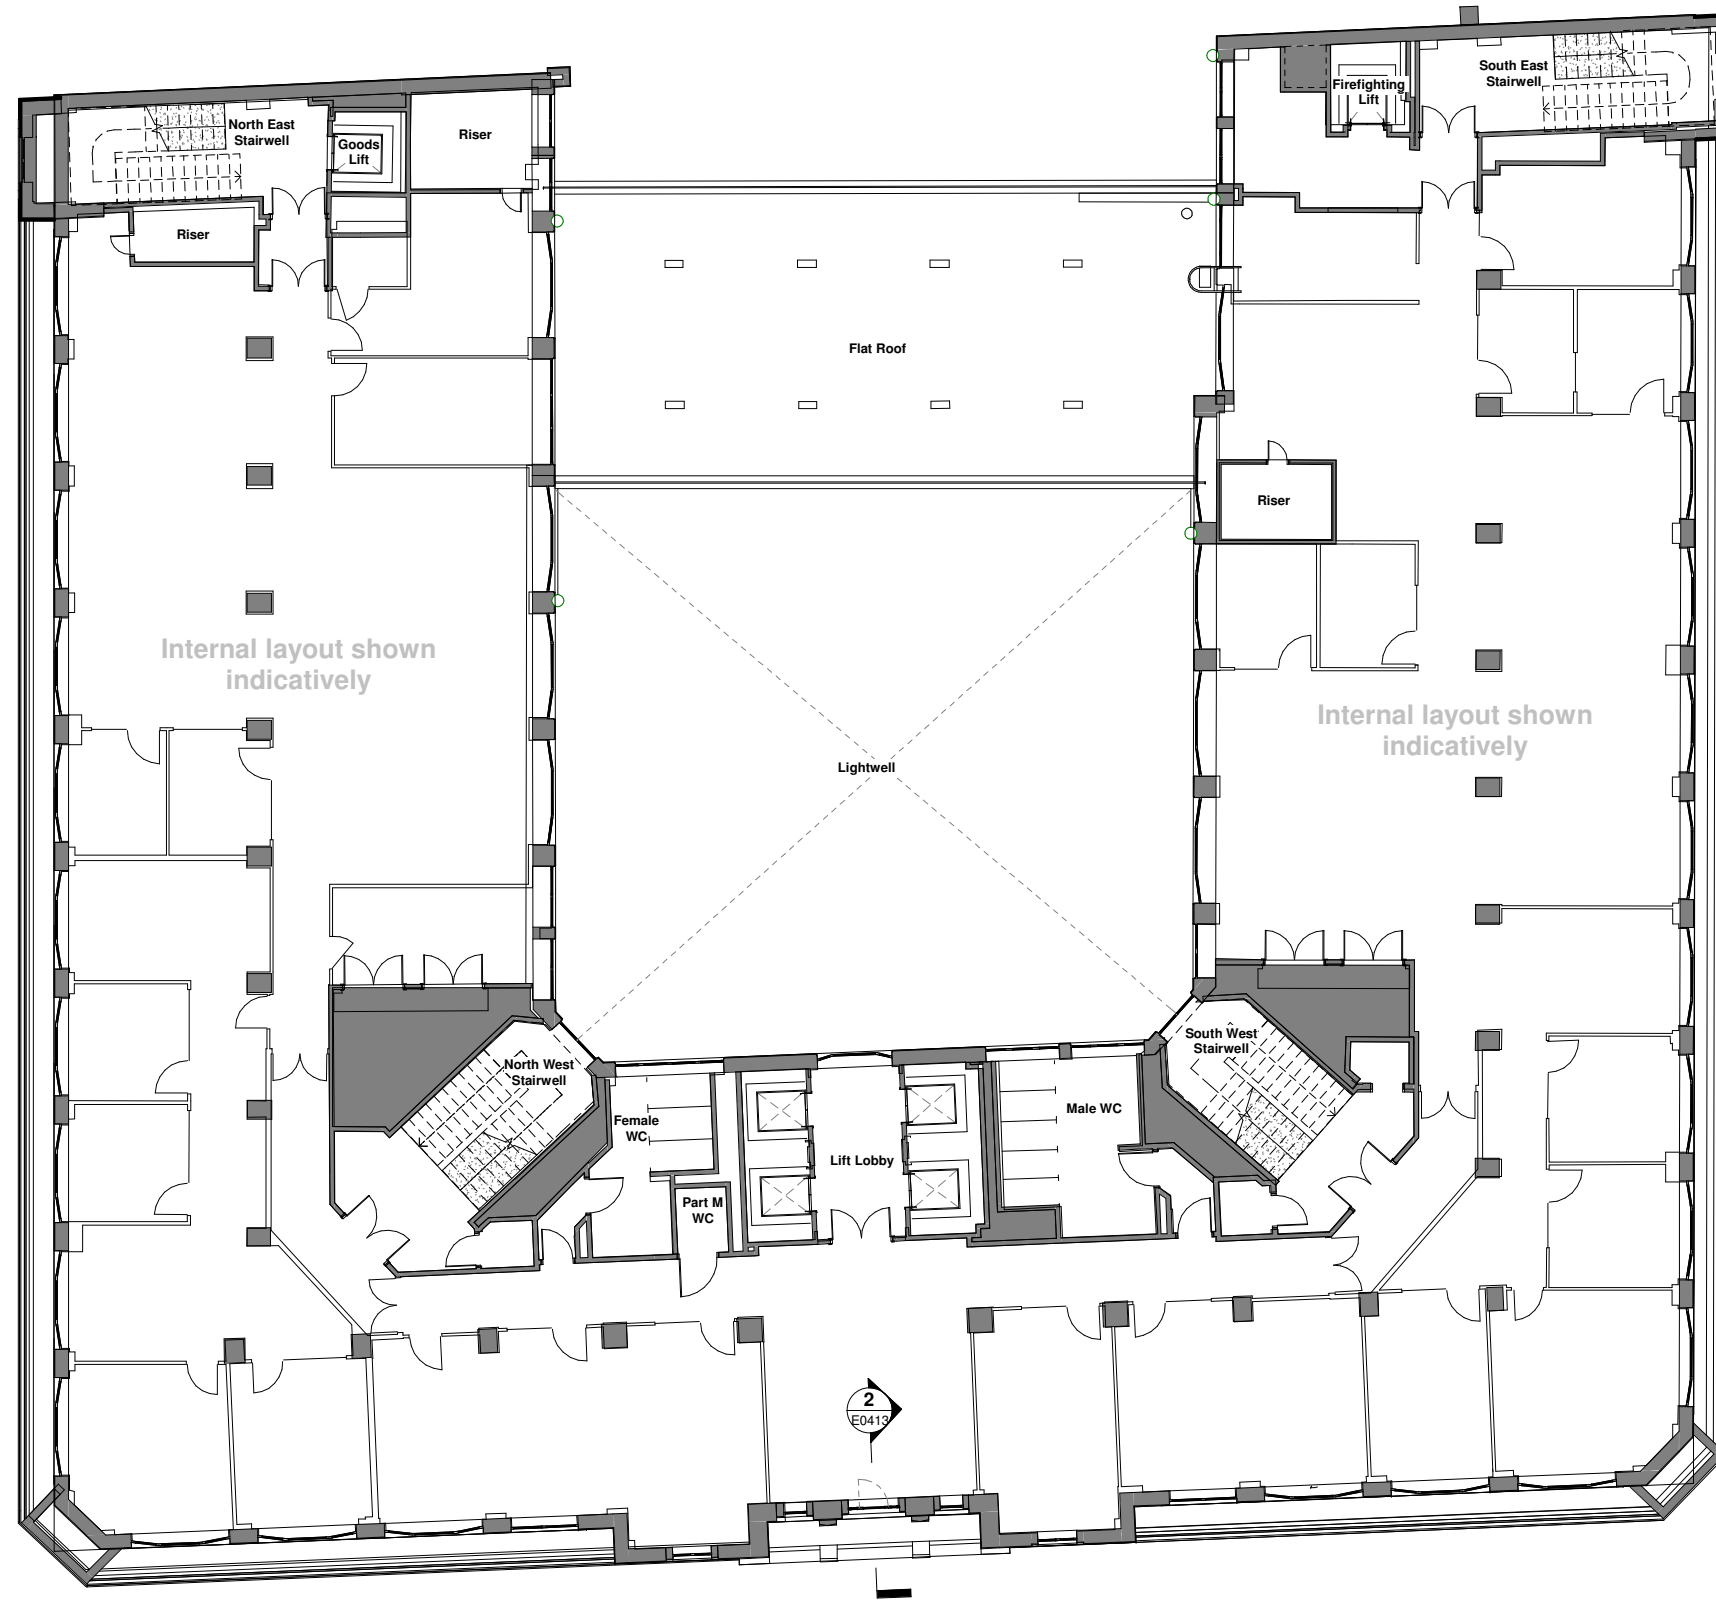 South East
Stairwell
Firefighting
Lift
North East
Stairwell
Riser
Goods
Lift
Riser
Flat Roof
Riser
Internal layout shown
indicatively
Internal layout shown
indicatively
Lightwell
North West
Stairwell
South West
Stairwell
Female
WC
Male WC
Lift Lobby
Part M
WC
2
E0413